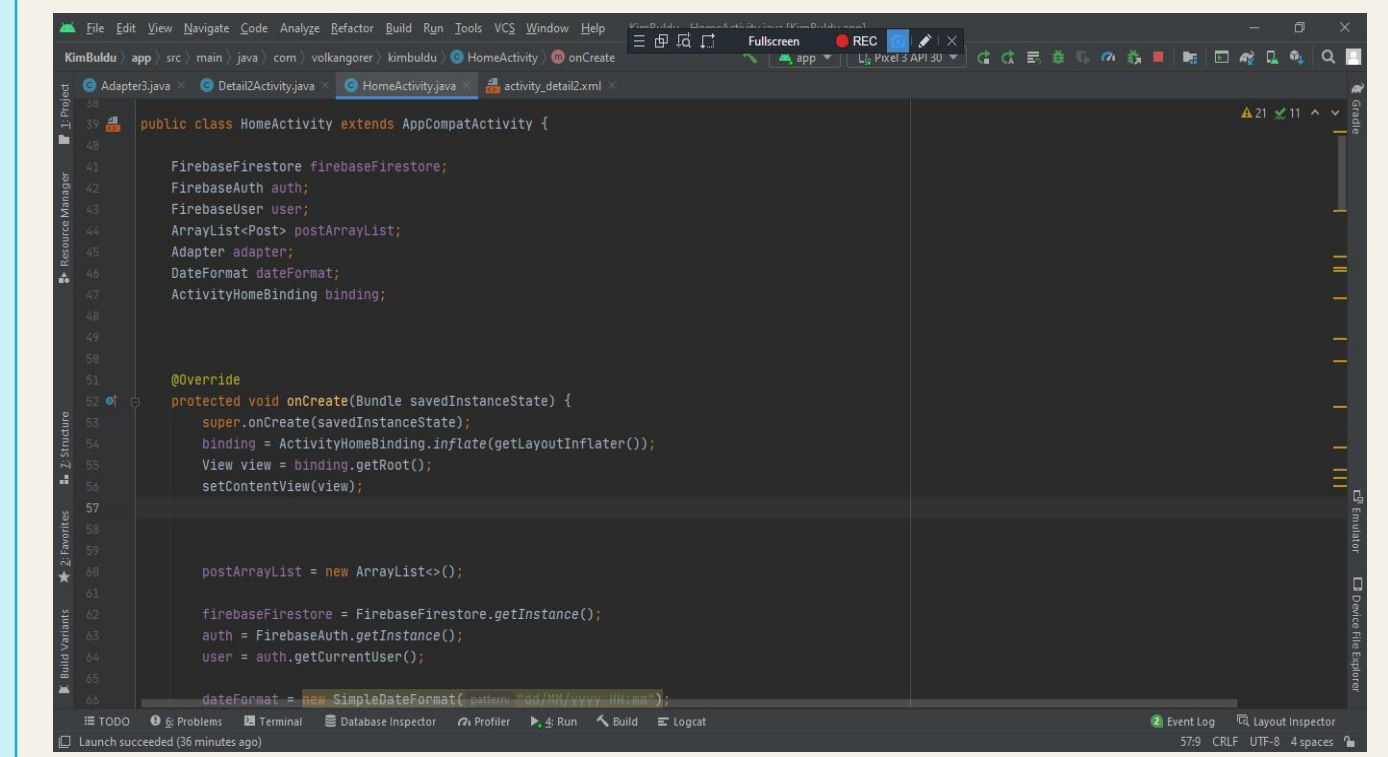 File Edit View Navigate Code Analyze Refactor Build Run Tools VCS Window Help
Fullscreen REC
KimBuldu app src main java com volkangorer kimbuldu HomeActivity onCreate
app Pixel 3 API 30
Adapter3.java Detail2Activity.java HomeActivity.java activity_detail2.xml
1: Project
Resource Manager
7: Structure
2: Favorites
Build Variants
38
39 public class HomeActivity extends AppCompatActivity {
40
41 FirebaseFirestore firebaseFirestore;
42 FirebaseAuth auth;
43 FirebaseUser user;
44 ArrayList<Post> postArrayList;
45 Adapter adapter;
46 DateFormat dateFormat;
47 ActivityHomeBinding binding;
48
49
50
51 @Override
52 protected void onCreate(Bundle savedInstanceState) {
53 super.onCreate(savedInstanceState);
54 binding = ActivityHomeBinding.inflate(getLayoutInflater());
55 View view = binding.getRoot();
56 setContentView(view);
57
58
59
60 postArrayList = new ArrayList<>();
61
62 firebaseFirestore = FirebaseFirestore.getInstance();
63 auth = FirebaseAuth.getInstance();
64 user = auth.getCurrentUser();
65
66 dateFormat = new SimpleDateFormat( pattern: "dd/MM/yyyy HH:mm");
21 11
Gradle
Emulator
Device File Explorer
TODO 6: Problems Terminal Database Inspector Profiler 4: Run Build Logcat 2 Event Log Layout Inspector
Launch succeeded (36 minutes ago) 57:9 CRLF UTF-8 4 spaces